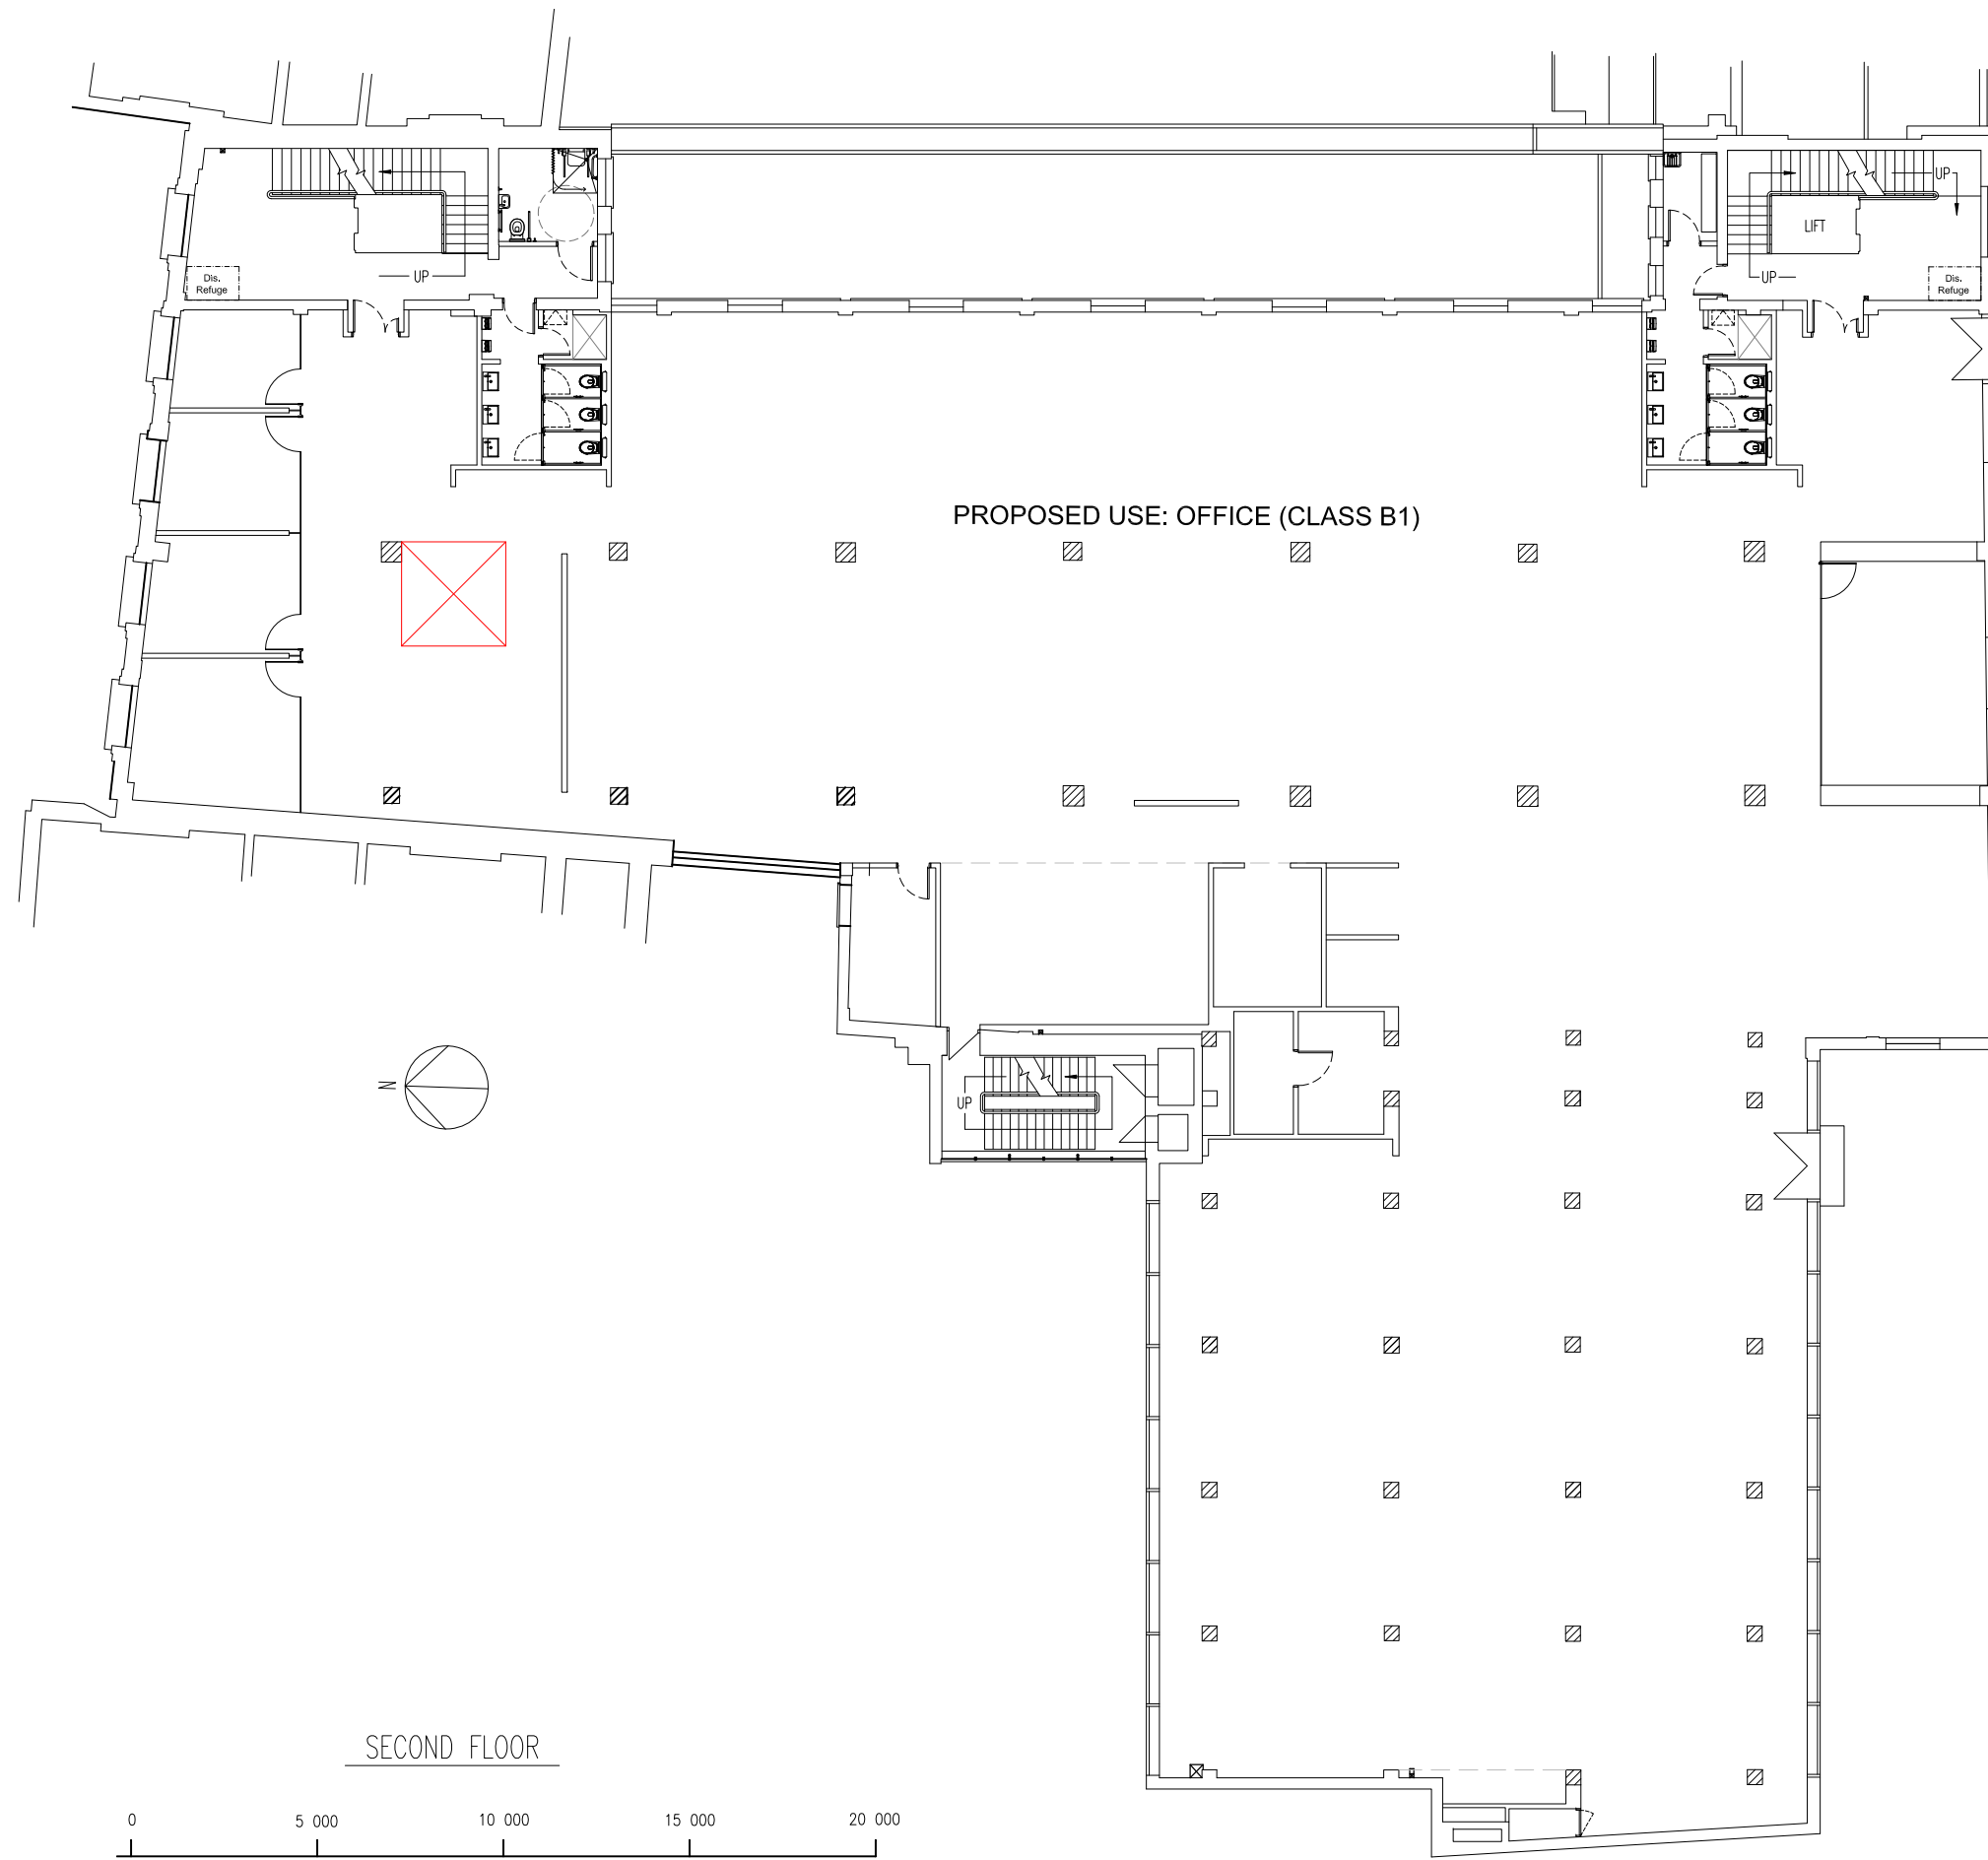 UP
LIFT
UP
Dis.
Refuge
UP
Dis.
Refuge
PROPOSED USE: OFFICE (CLASS B1)
N
UP
SECOND FLOOR
0
5 000
10 000
15 000
20 000